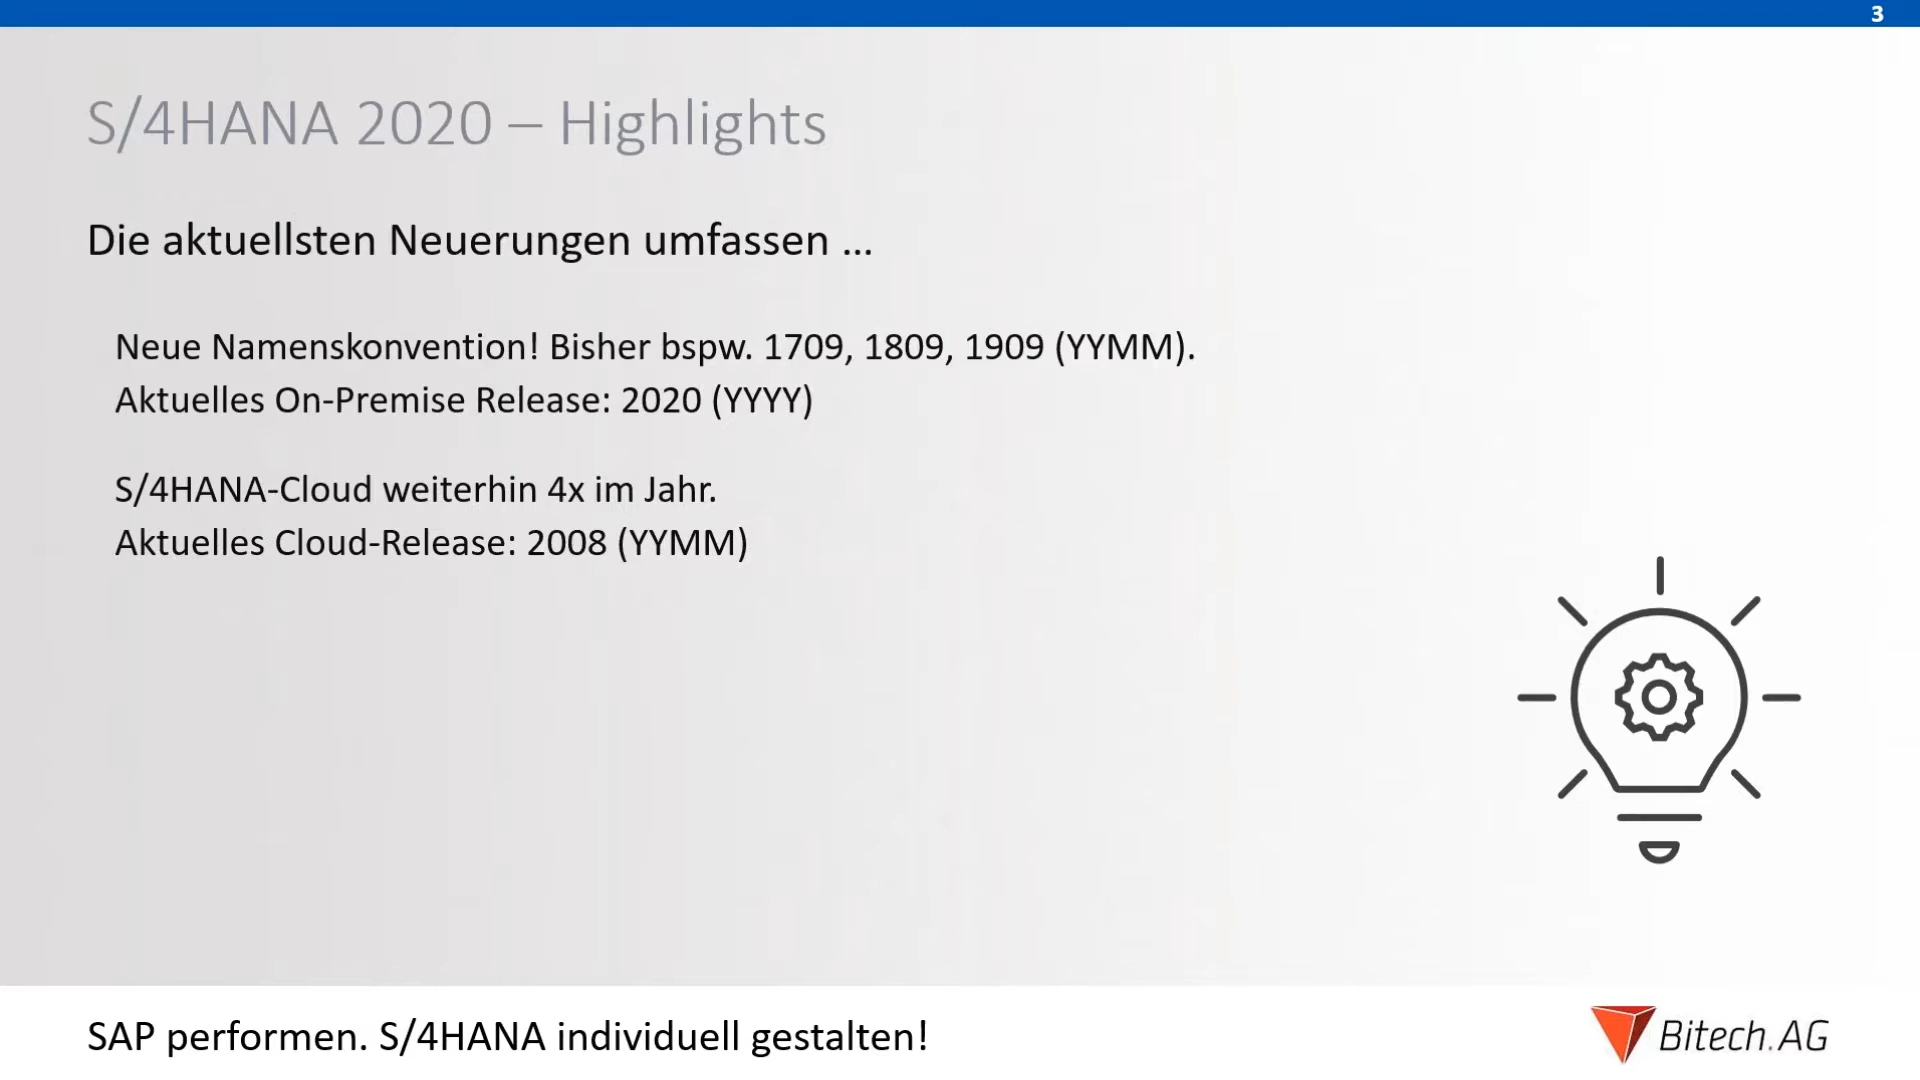 3
S/4HANA 2020 – Highlights
Die aktuellsten Neuerungen umfassen ...
Neue Namenskonvention! Bisher bspw. 1709, 1809, 1909 (YYMM).
Aktuelles On-Premise Release: 2020 (YYYY)
S/4HANA-Cloud weiterhin 4x im Jahr.
Aktuelles Cloud-Release: 2008 (YYMM)
SAP performen. S/4HANA individuell gestalten!
Bitech.AG